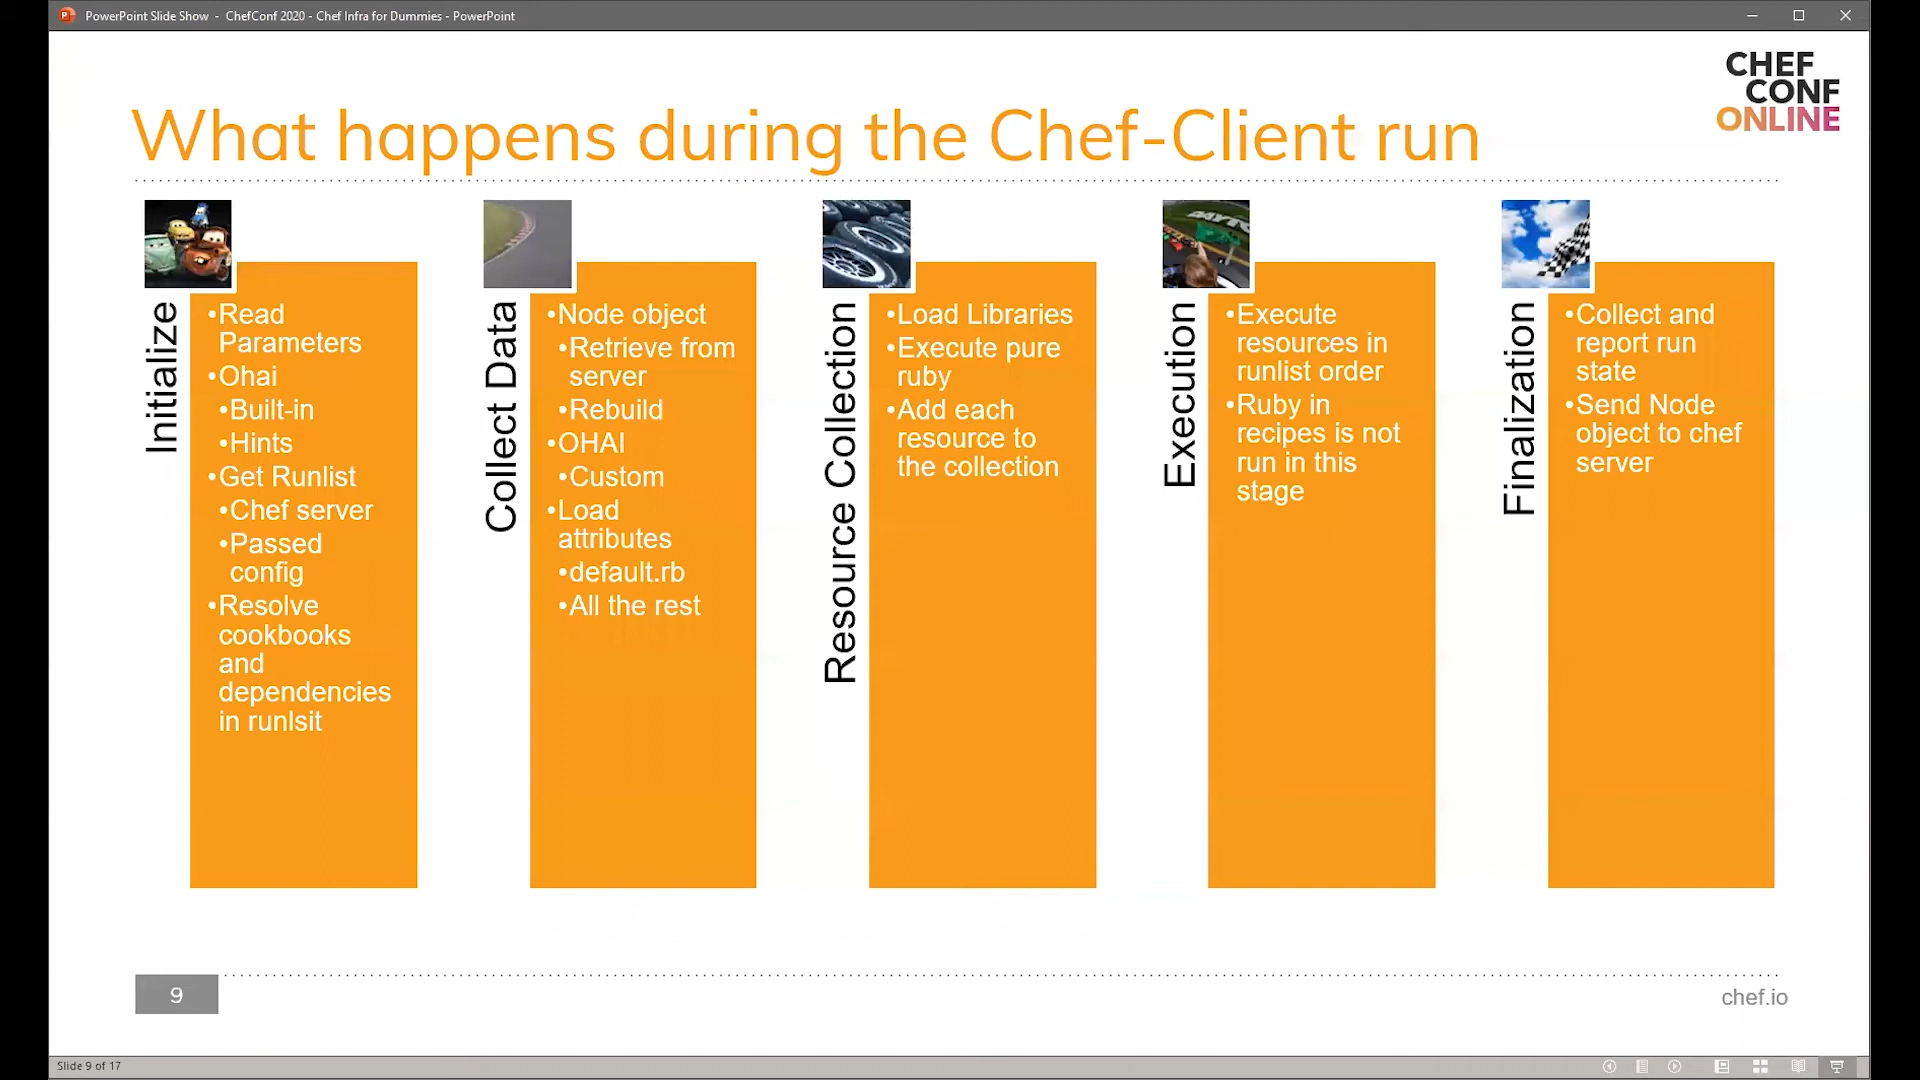 PowerPoint Slide Show - ChefConf 2020 - Chef Infra for Dummies - PowerPoint
CHEF
CONF
ONLINE
What happens during the Chef-Client run
Initialize
•Read
Parameters
•Ohai
•Built-in
•Hints
•Get Runlist
•Chef server
•Passed
config
•Resolve
cookbooks
and
dependencies
in runlsit
Collect Data
•Node object
•Retrieve from
server
•Rebuild
•OHAI
•Custom
•Load
attributes
•default.rb
•All the rest
Resource Collection
•Load Libraries
•Execute pure
ruby
•Add each
resource to
the collection
DAYTO
Execution
•Execute
resources in
runlist order
•Ruby in
recipes is not
run in this
stage
Finalization
•Collect and
report run
state
•Send Node
object to chef
server
9
chef.io
Slide 9 of 17